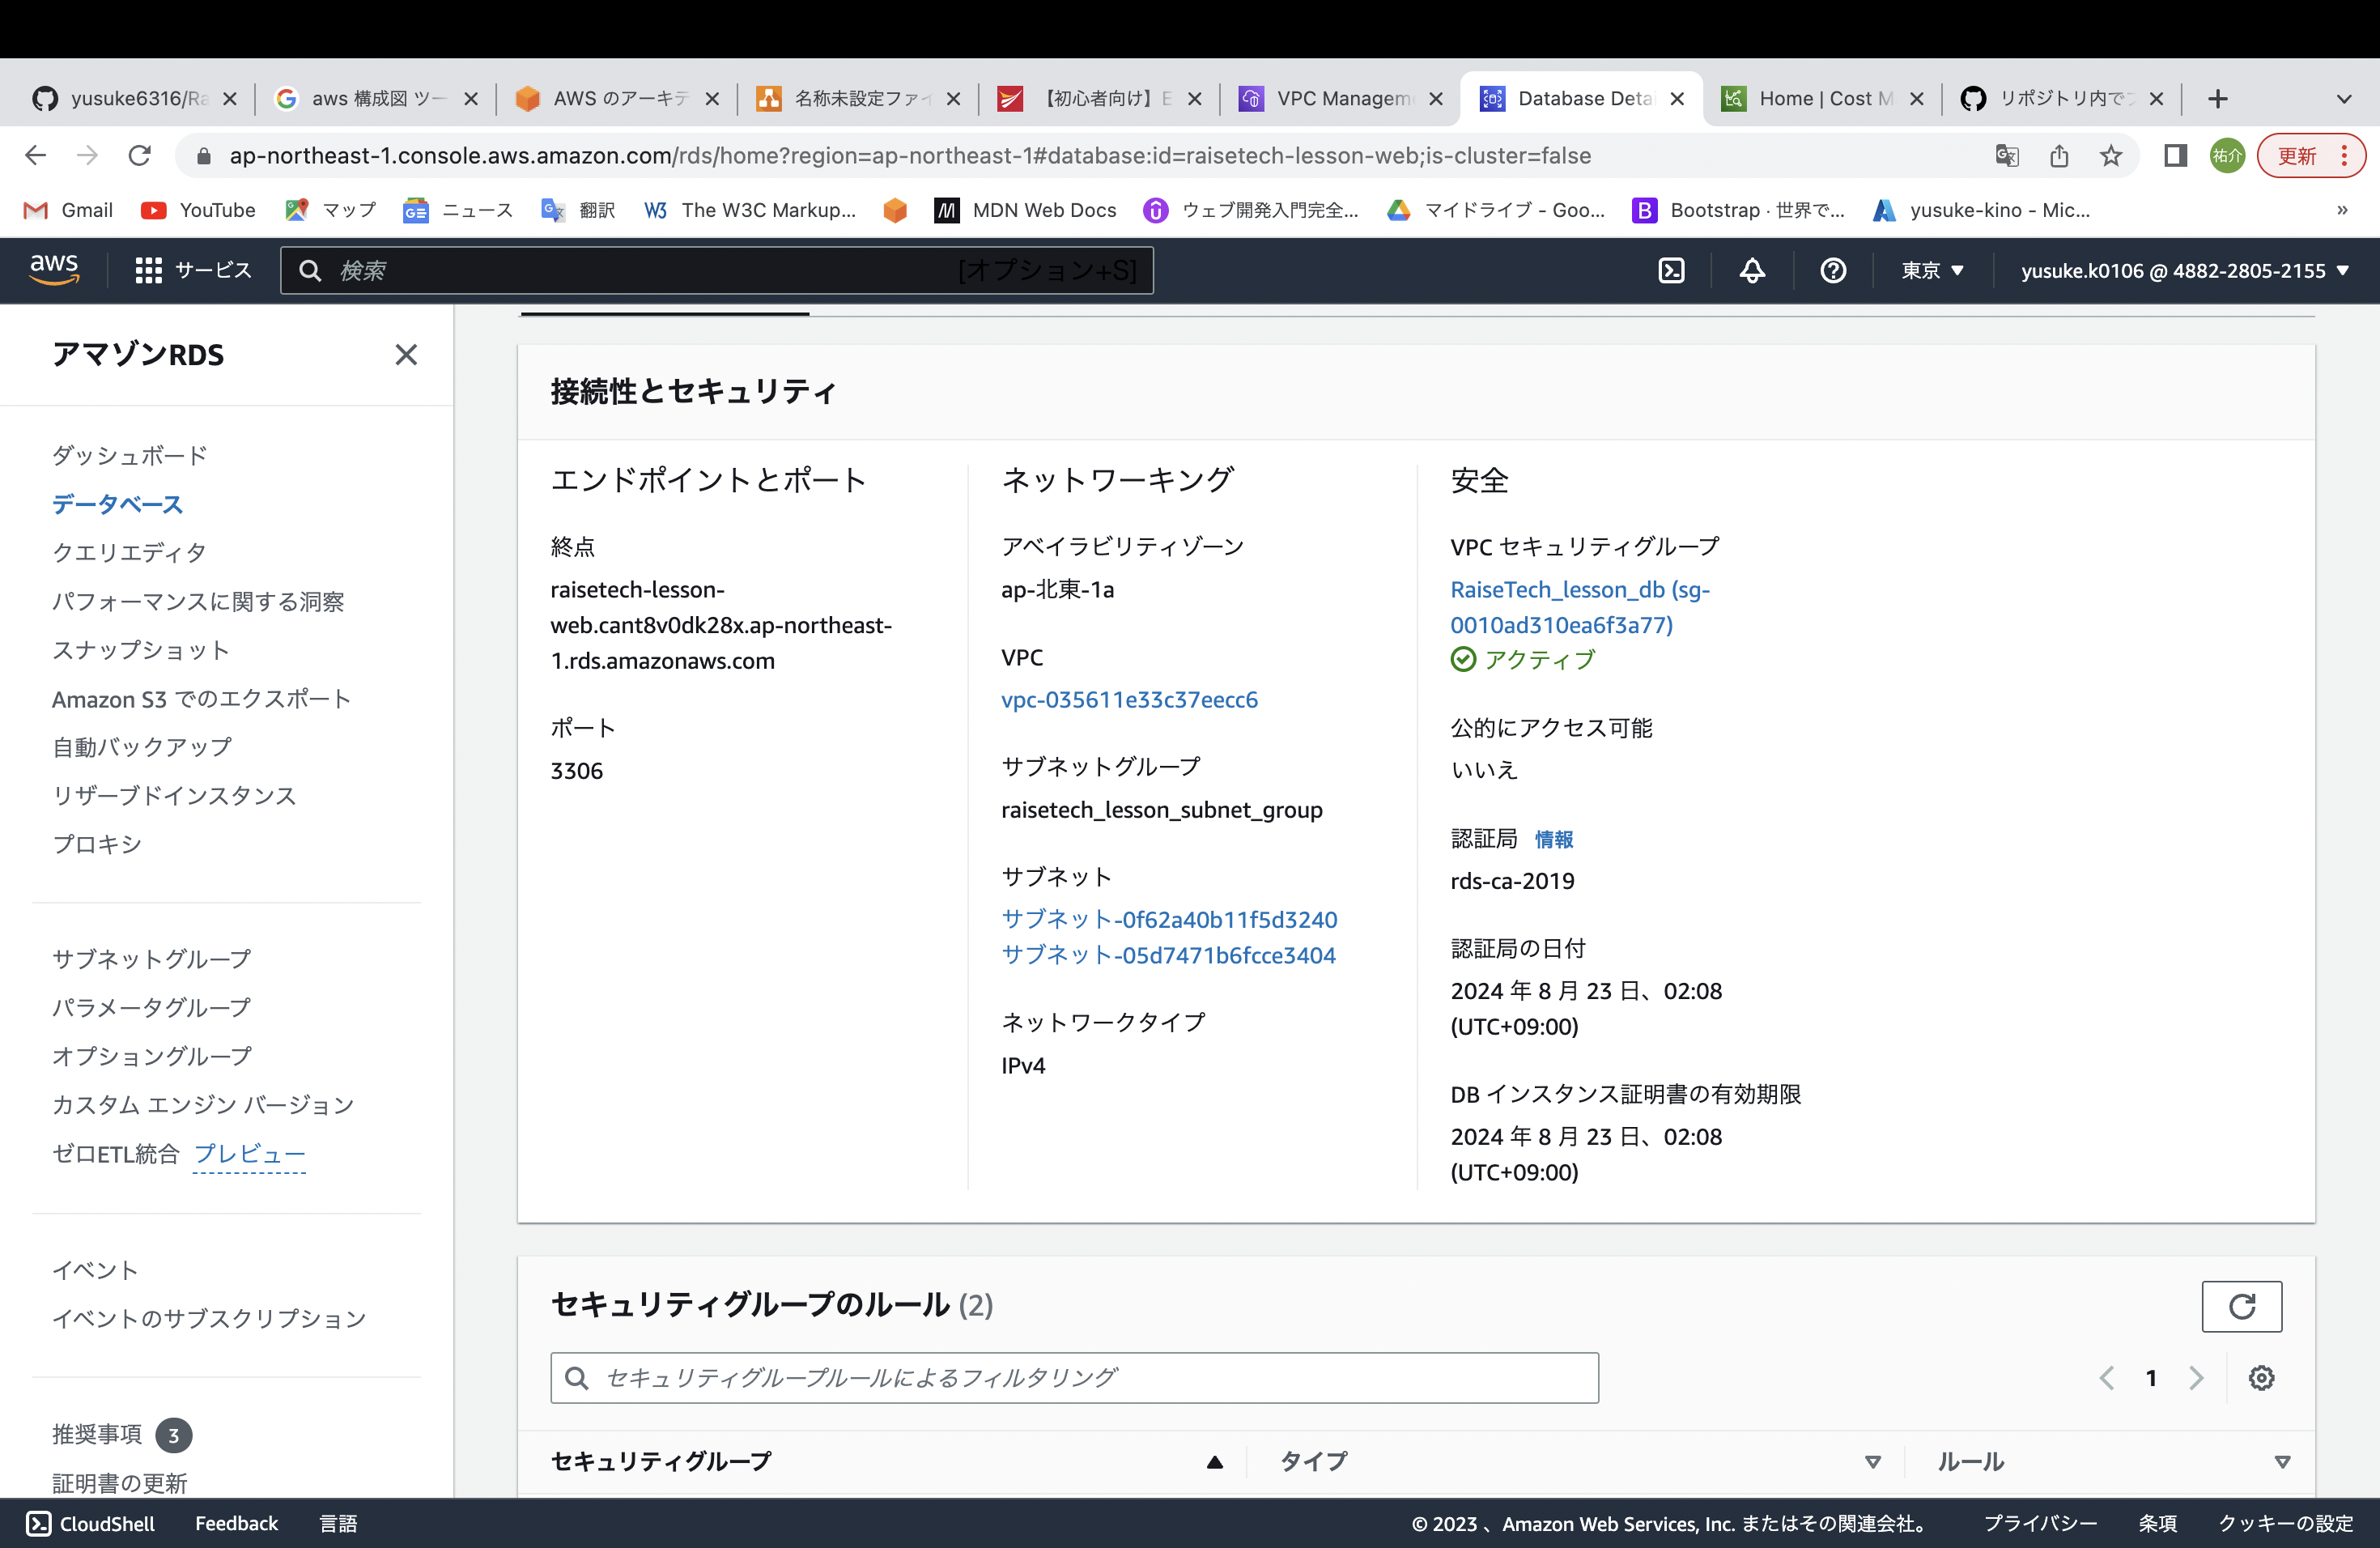 yusuke6316/Ra
aws 構成図 ツー
AWS のアーキテ
名称未設定ファイ
【初心者向け】E
VPC Managem
Database Deta
Home | Cost M
リポジトリ内で
ap-northeast-1.console.aws.amazon.com/rds/home?region=ap-northeast-1#database:id=raisetech-lesson-web;is-cluster=false
祐介
更新
Gmail
YouTube
マップ
ニュース
翻訳
The W3C Markup...
MDN Web Docs
ウェブ開発入門完全...
マイドライブ - Goo...
Bootstrap · 世界で...
yusuke-kino - Mic...
»
aws
サービス
検索
[オプション+S]
東京
yusuke.k0106 @ 4882-2805-2155
アマゾンRDS
ダッシュボード
データベース
クエリエディタ
パフォーマンスに関する洞察
スナップショット
Amazon S3 でのエクスポート
自動バックアップ
リザーブドインスタンス
プロキシ
サブネットグループ
パラメータグループ
オプショングループ
カスタム エンジン バージョン
ゼロETL統合 プレビュー
イベント
イベントのサブスクリプション
推奨事項 3
証明書の更新
接続性とセキュリティ
エンドポイントとポート
終点
raisetech-lesson-
web.cant8v0dk28x.ap-northeast-
1.rds.amazonaws.com
ポート
3306
ネットワーキング
アベイラビリティゾーン
ap-北東-1a
VPC
vpc-035611e33c37eecc6
サブネットグループ
raisetech_lesson_subnet_group
サブネット
サブネット-0f62a40b11f5d3240
サブネット-05d7471b6fcce3404
ネットワークタイプ
IPv4
安全
VPC セキュリティグループ
RaiseTech_lesson_db (sg-
0010ad310ea6f3a77)
アクティブ
公的にアクセス可能
いいえ
認証局 情報
rds-ca-2019
認証局の日付
2024 年 8 月 23 日、02:08
(UTC+09:00)
DB インスタンス証明書の有効期限
2024 年 8 月 23 日、02:08
(UTC+09:00)
セキュリティグループのルール (2)
セキュリティグループルールによるフィルタリング
1
セキュリティグループ
タイプ
ルール
CloudShell
Feedback
言語
© 2023 、Amazon Web Services, Inc. またはその関連会社。
プライバシー
条項
クッキーの設定